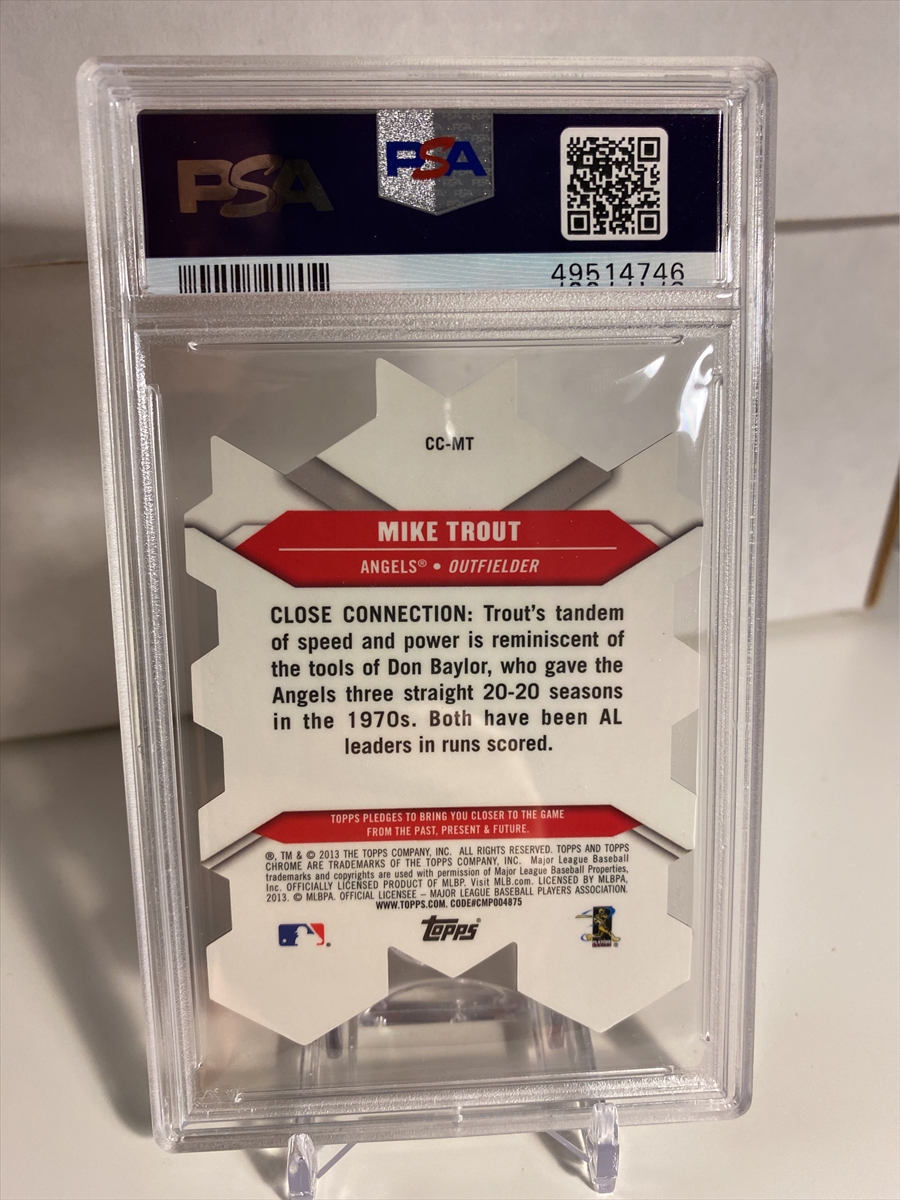 PSA PSA
49514746
CC-MT
MIKE TROUT
ANGELS® • OUTFIELDER
CLOSE CONNECTION: Trout's tandem
of speed and power is reminiscent of
the tools of Don Baylor, who gave the
Angels three straight 20-20 seasons
in the 1970s. Both have been AL
leaders in runs scored.
TOPPS PLEDGES TO BRING YOU CLOSER TO THE GAME
FROM THE PAST, PRESENT & FUTURE.
®, TM & © 2013 THE TOPPS COMPANY, INC. ALL RIGHTS RESERVED. TOPPS AND TOPPS
CHROME ARE TRADEMARKS OF THE TOPPS COMPANY, INC. Major League Baseball
trademarks and copyrights are used with permission of Major League Baseball Properties,
Inc. OFFICIALLY LICENSED PRODUCT OF MLBP. Visit MLB.com. LICENSED BY MLBPA,
2013. © MLBPA. OFFICIAL LICENSEE – MAJOR LEAGUE BASEBALL PLAYERS ASSOCIATION.
WWW.TOPPS.COM. CODE#CMP004875
topps